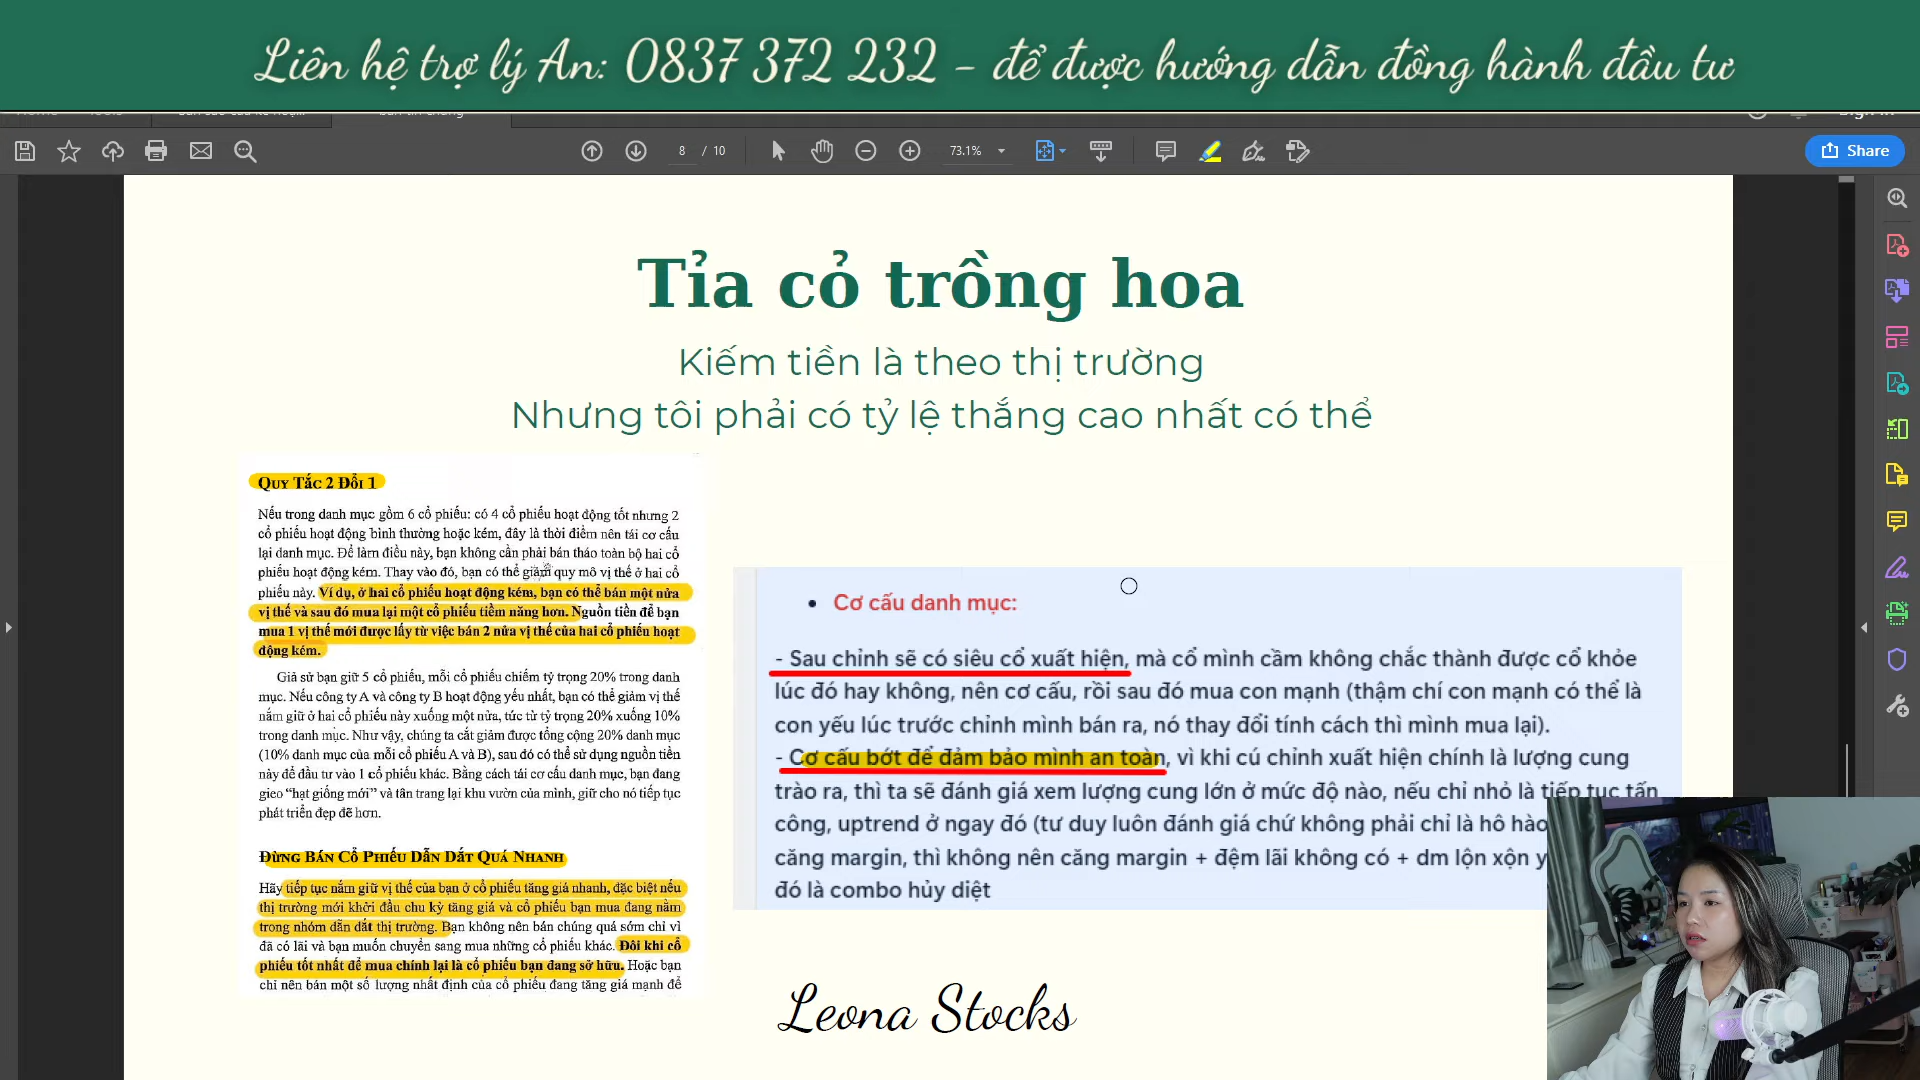 Liên hệ trợ lý An: 0837 372 232 - để được hướng dẫn đồng hành đầu tư
8 / 10
73.1%
Share
Tỉa cỏ trồng hoa
Kiếm tiền là theo thị trường
Nhưng tôi phải có tỷ lệ thắng cao nhất có thể
QUY TẮC 2 ĐỔI 1
Nếu trong danh mục gồm 6 cổ phiếu: có 4 cổ phiếu hoạt động tốt nhưng 2
cổ phiếu hoạt động bình thường hoặc kém, đây là thời điểm nên tái cơ cấu
lại danh mục. Để làm điều này, bạn không cần phải bán tháo toàn bộ hai cổ
phiếu hoạt động kém. Thay vào đó, bạn có thể giảm quy mô vị thế ở hai cổ
phiếu này. Ví dụ, ở hai cổ phiếu hoạt động kém, bạn có thể bán một nửa
vị thế và sau đó mua lại một cổ phiếu tiềm năng hơn. Nguồn tiền để bạn
mua 1 vị thế mới được lấy từ việc bán 2 nửa vị thế của hai cổ phiếu hoạt
động kém.
Giả sử bạn giữ 5 cổ phiếu, mỗi cổ phiếu chiếm tỷ trọng 20% trong danh
mục. Nếu công ty A và công ty B hoạt động yếu nhất, bạn có thể giảm vị thế
nắm giữ ở hai cổ phiếu này xuống một nửa, tức từ tỷ trọng 20% xuống 10%
trong danh mục. Như vậy, chúng ta cắt giảm được tổng cộng 20% danh mục
(10% danh mục của mỗi cổ phiếu A và B), sau đó có thể sử dụng nguồn tiền
này để đầu tư vào 1 cổ phiếu khác. Bằng cách tái cơ cấu danh mục, bạn đang
gieo “hạt giống mới” và tân trang lại khu vườn của mình, giữ cho nó tiếp tục
phát triển đẹp đẽ hơn.
ĐỪNG BÁN CỔ PHIẾU DẪN DẮT QUÁ NHANH
Hãy tiếp tục nắm giữ vị thế của bạn ở cổ phiếu tăng giá nhanh, đặc biệt nếu
thị trường mới khởi đầu chu kỳ tăng giá và cổ phiếu bạn mua đang nằm
trong nhóm dẫn dắt thị trường. Bạn không nên bán chúng quá sớm chỉ vì
đã có lãi và bạn muốn chuyển sang mua những cổ phiếu khác. Đôi khi cổ
phiếu tốt nhất để mua chính lại là cổ phiếu bạn đang sở hữu. Hoặc bạn
chỉ nên bán một số lượng nhất định của cổ phiếu đang tăng giá mạnh để
• Cơ cấu danh mục:
- Sau chỉnh sẽ có siêu cổ xuất hiện, mà cổ mình cầm không chắc thành được cổ khỏe
lúc đó hay không, nên cơ cấu, rồi sau đó mua con mạnh (thậm chí con mạnh có thể là
con yếu lúc trước chỉnh mình bán ra, nó thay đổi tính cách thì mình mua lại).
- Cơ cấu bớt để đảm bảo mình an toàn, vì khi cú chỉnh xuất hiện chính là lượng cung
trào ra, thì ta sẽ đánh giá xem lượng cung lớn ở mức độ nào, nếu chỉ nhỏ là tiếp tục tấn
công, uptrend ở ngay đó (tư duy luôn đánh giá chứ không phải chỉ là hô hào
căng margin, thì không nên căng margin + đệm lãi không có + dm lộn xộn y
đó là combo hủy diệt
Leona Stocks